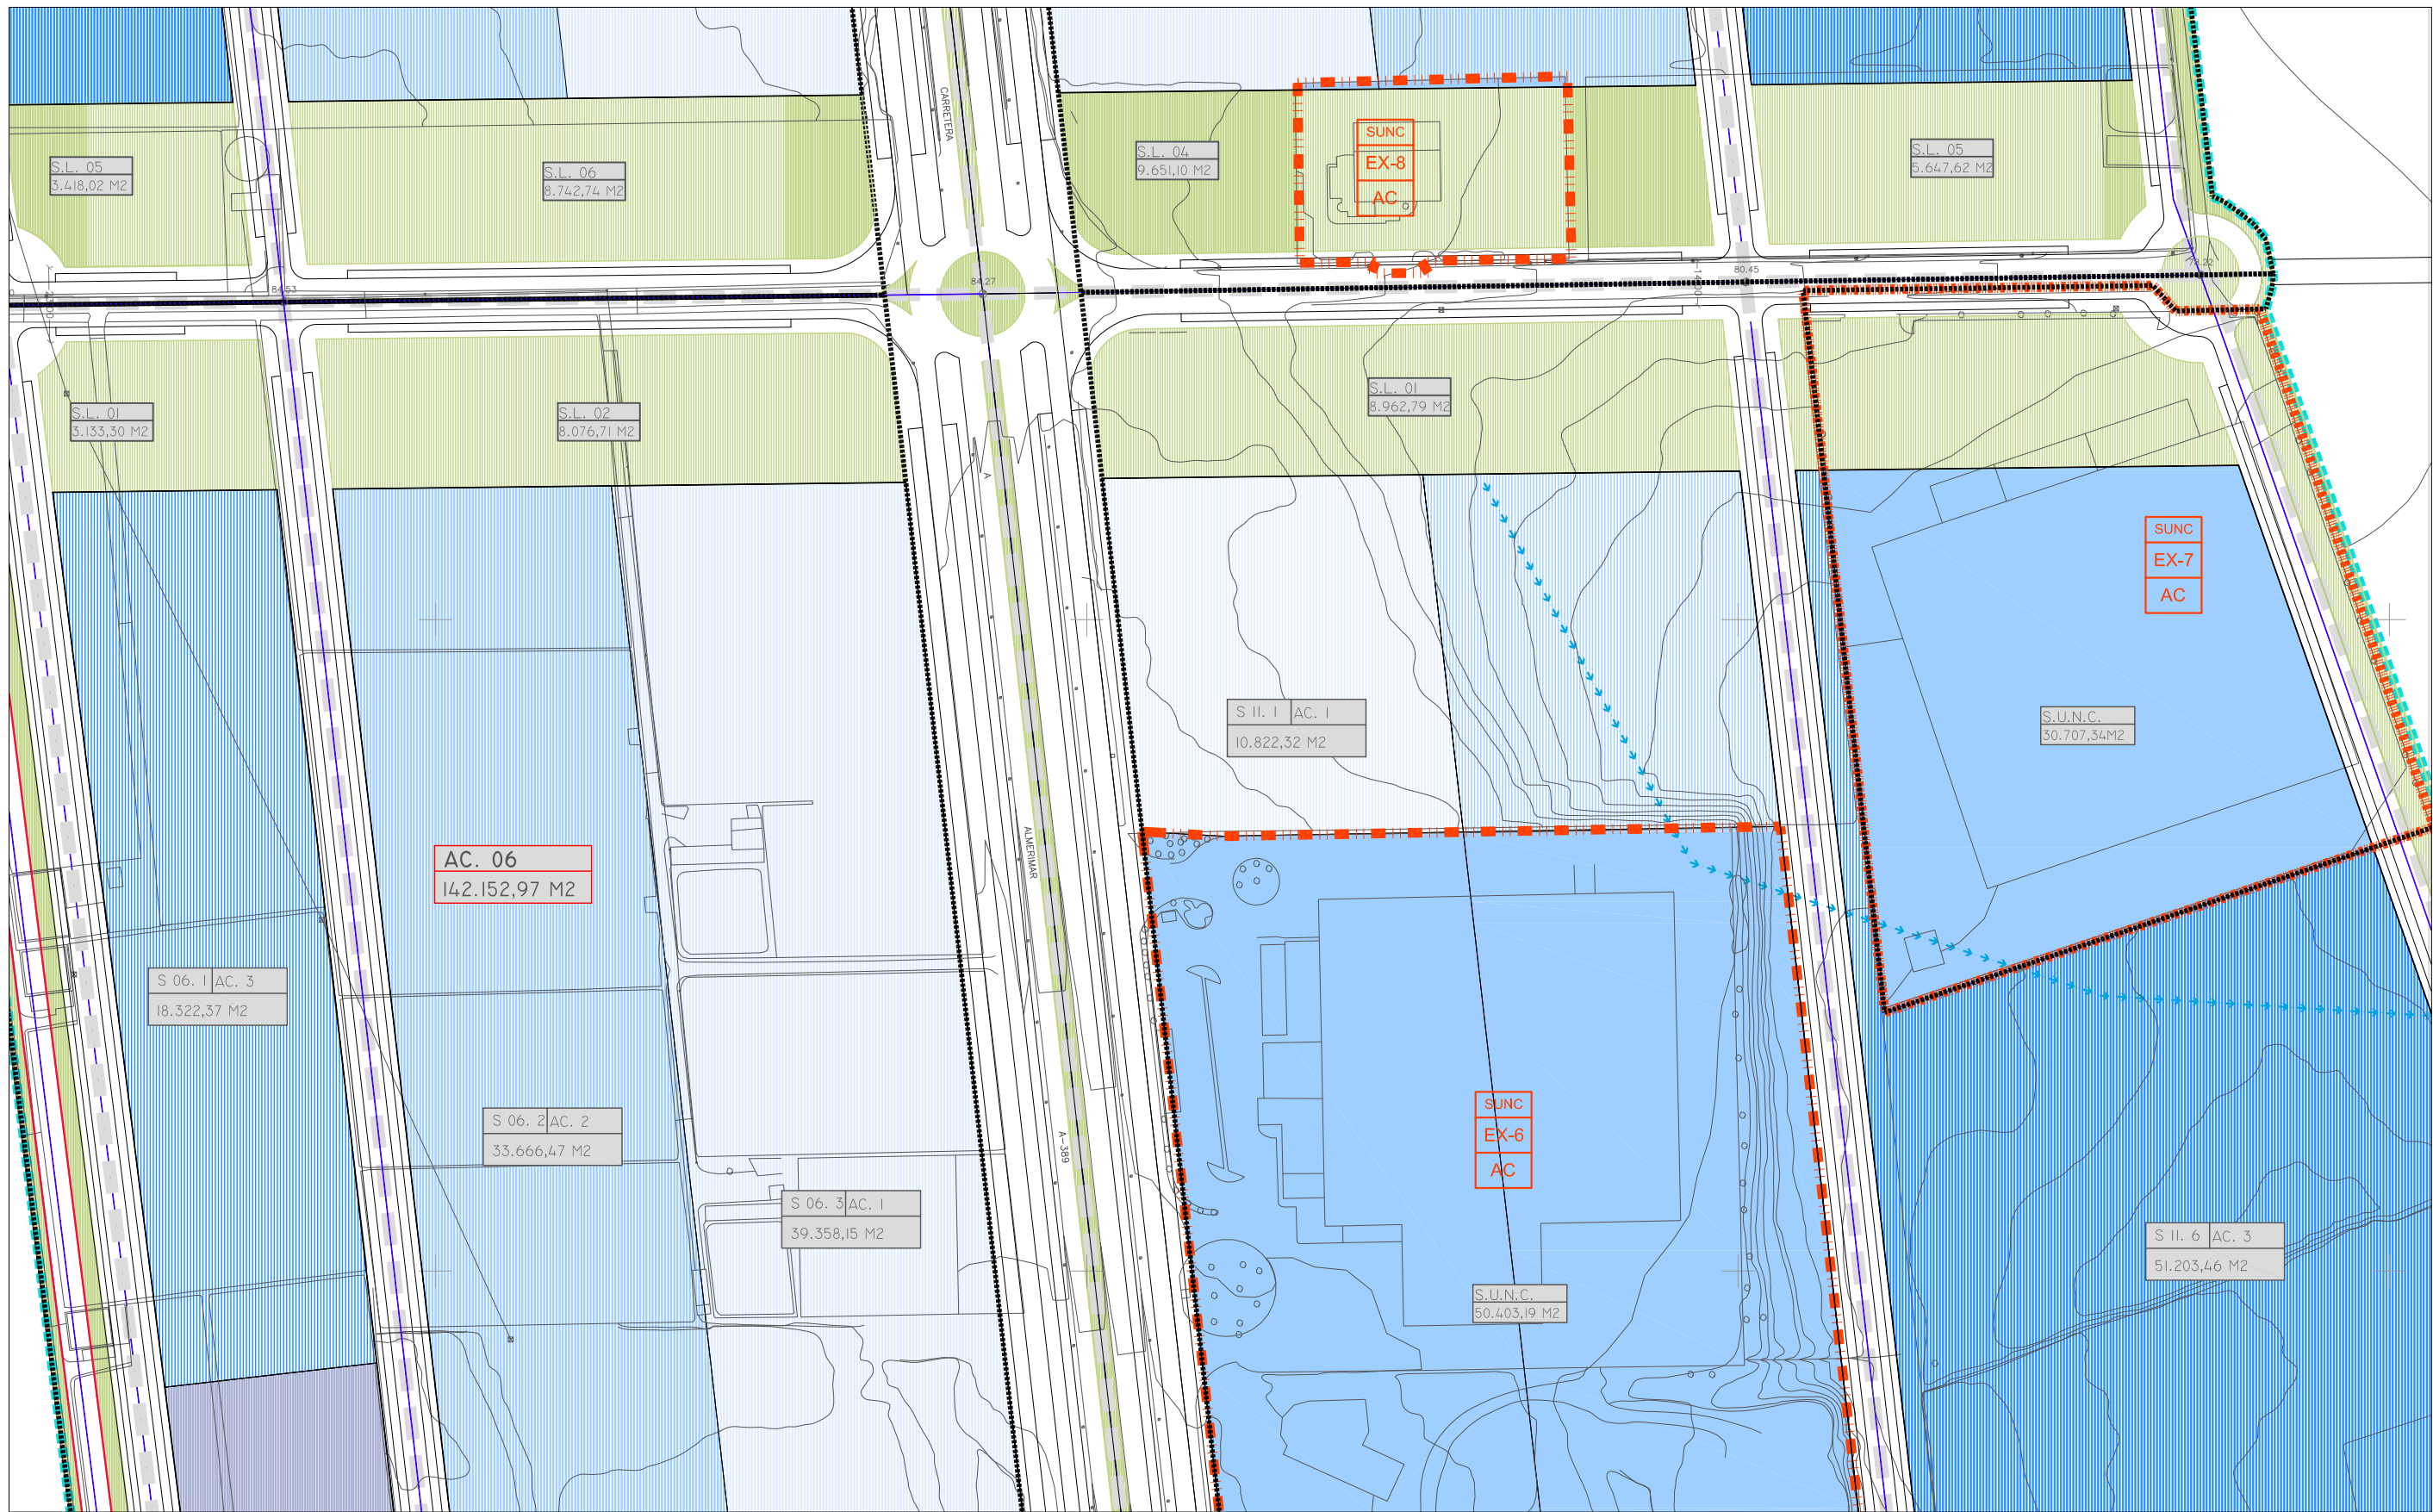 CARRETERA
S.L. 05
3.418,02 M2
S.L. 06
8.742,74 M2
S.L. 04
9.651,10 M2
SUNC
EX-8
AC
S.L. 05
5.647,62 M2
84.53
84.27
80.45
S.L. 01
3.133,30 M2
S.L. 02
8.076,71 M2
S.L. 01
8.962,79 M2
A
SUNC
EX-7
AC
S 11. 1 AC. 1
10.822,32 M2
S.U.N.C.
30.707,34M2
AC. 06
142.152,97 M2
ALMERIMAR
S 06. 1 AC. 3
18.322,37 M2
S 06. 2 AC. 2
33.666,47 M2
A-389
SUNC
EX-6
AC
S 06. 3 AC. 1
39.358,15 M2
S 11. 6 AC. 3
51.203,46 M2
S.U.N.C.
50.403,19 M2